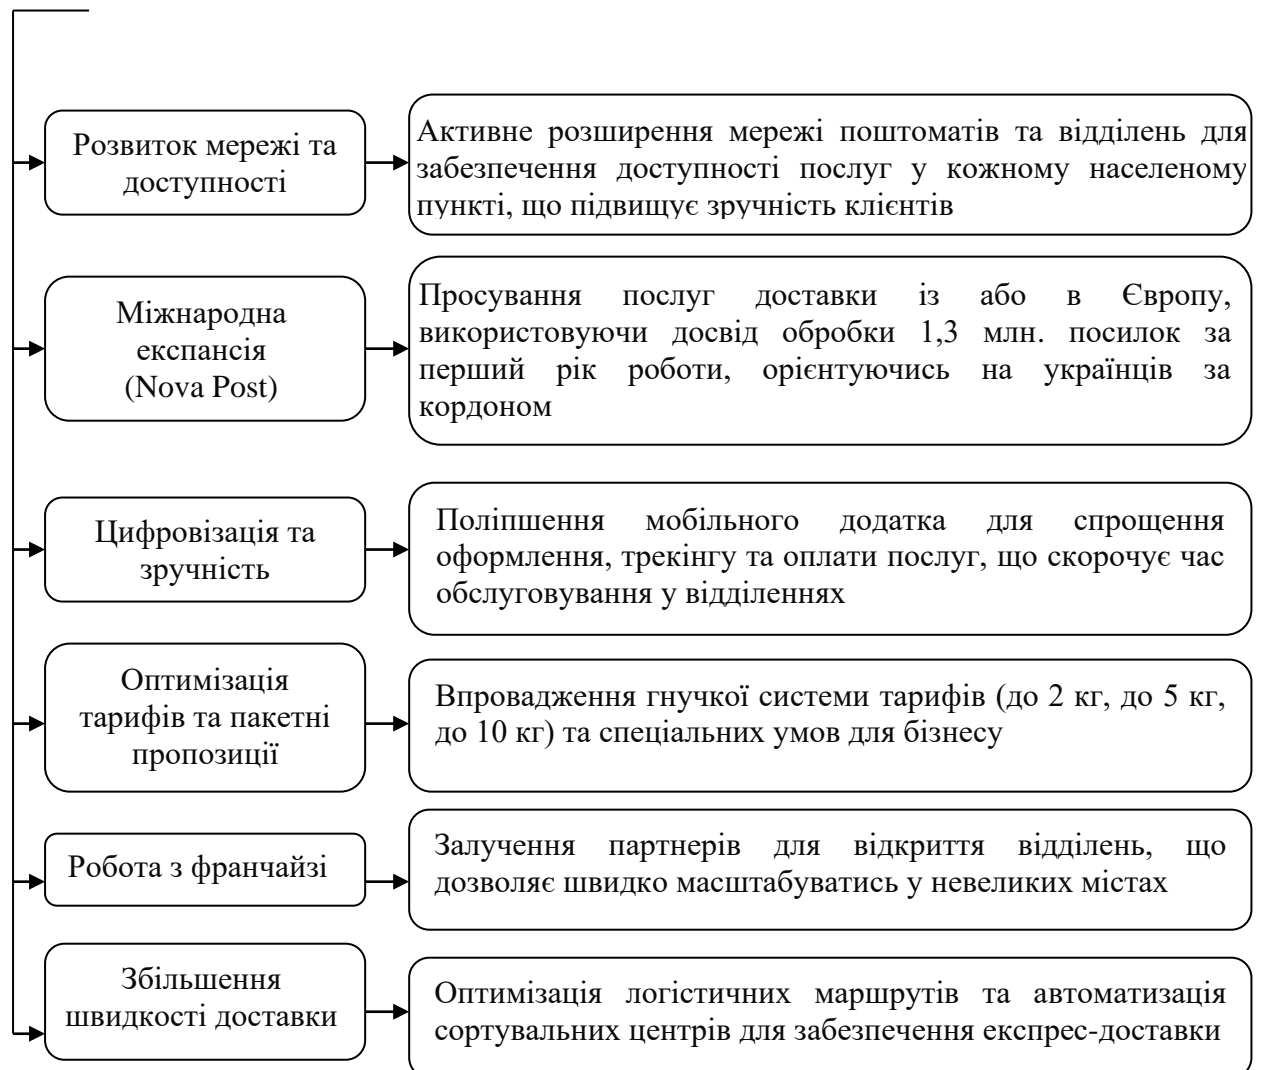 Розвиток мережі та
доступності
Активне розширення мережі поштоматів та відділень для
забезпечення доступності послуг у кожному населеному
пункті, що підвищує зручність клієнтів
Міжнародна
експансія
(Nova Post)
Просування послуг доставки із або в Європу,
використовуючи досвід обробки 1,3 млн. посилок за
перший рік роботи, орієнтуючись на українців за
кордоном
Цифровізація та
зручність
Поліпшення мобільного додатка для спрощення
оформлення, трекінгу та оплати послуг, що скорочує час
обслуговування у відділеннях
Оптимізація
тарифів та пакетні
пропозиції
Впровадження гнучкої системи тарифів (до 2 кг, до 5 кг,
до 10 кг) та спеціальних умов для бізнесу
Робота з франчайзі
Залучення партнерів для відкриття відділень, що
дозволяє швидко масштабуватись у невеликих містах
Збільшення
швидкості доставки
Оптимізація логістичних маршрутів та автоматизація
сортувальних центрів для забезпечення експрес-доставки